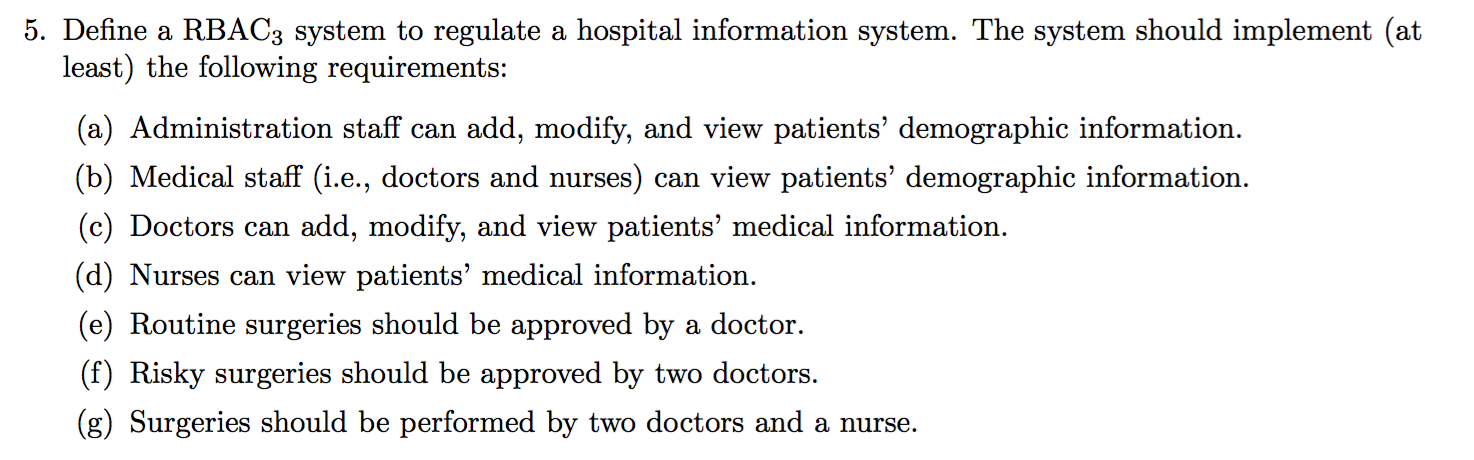 5. Define a RBAC₃ system to regulate a hospital information system. The system should implement (at
least) the following requirements:
(a) Administration staff can add, modify, and view patients’ demographic information.
(b) Medical staff (i.e., doctors and nurses) can view patients’ demographic information.
(c) Doctors can add, modify, and view patients’ medical information.
(d) Nurses can view patients’ medical information.
(e) Routine surgeries should be approved by a doctor.
(f) Risky surgeries should be approved by two doctors.
(g) Surgeries should be performed by two doctors and a nurse.